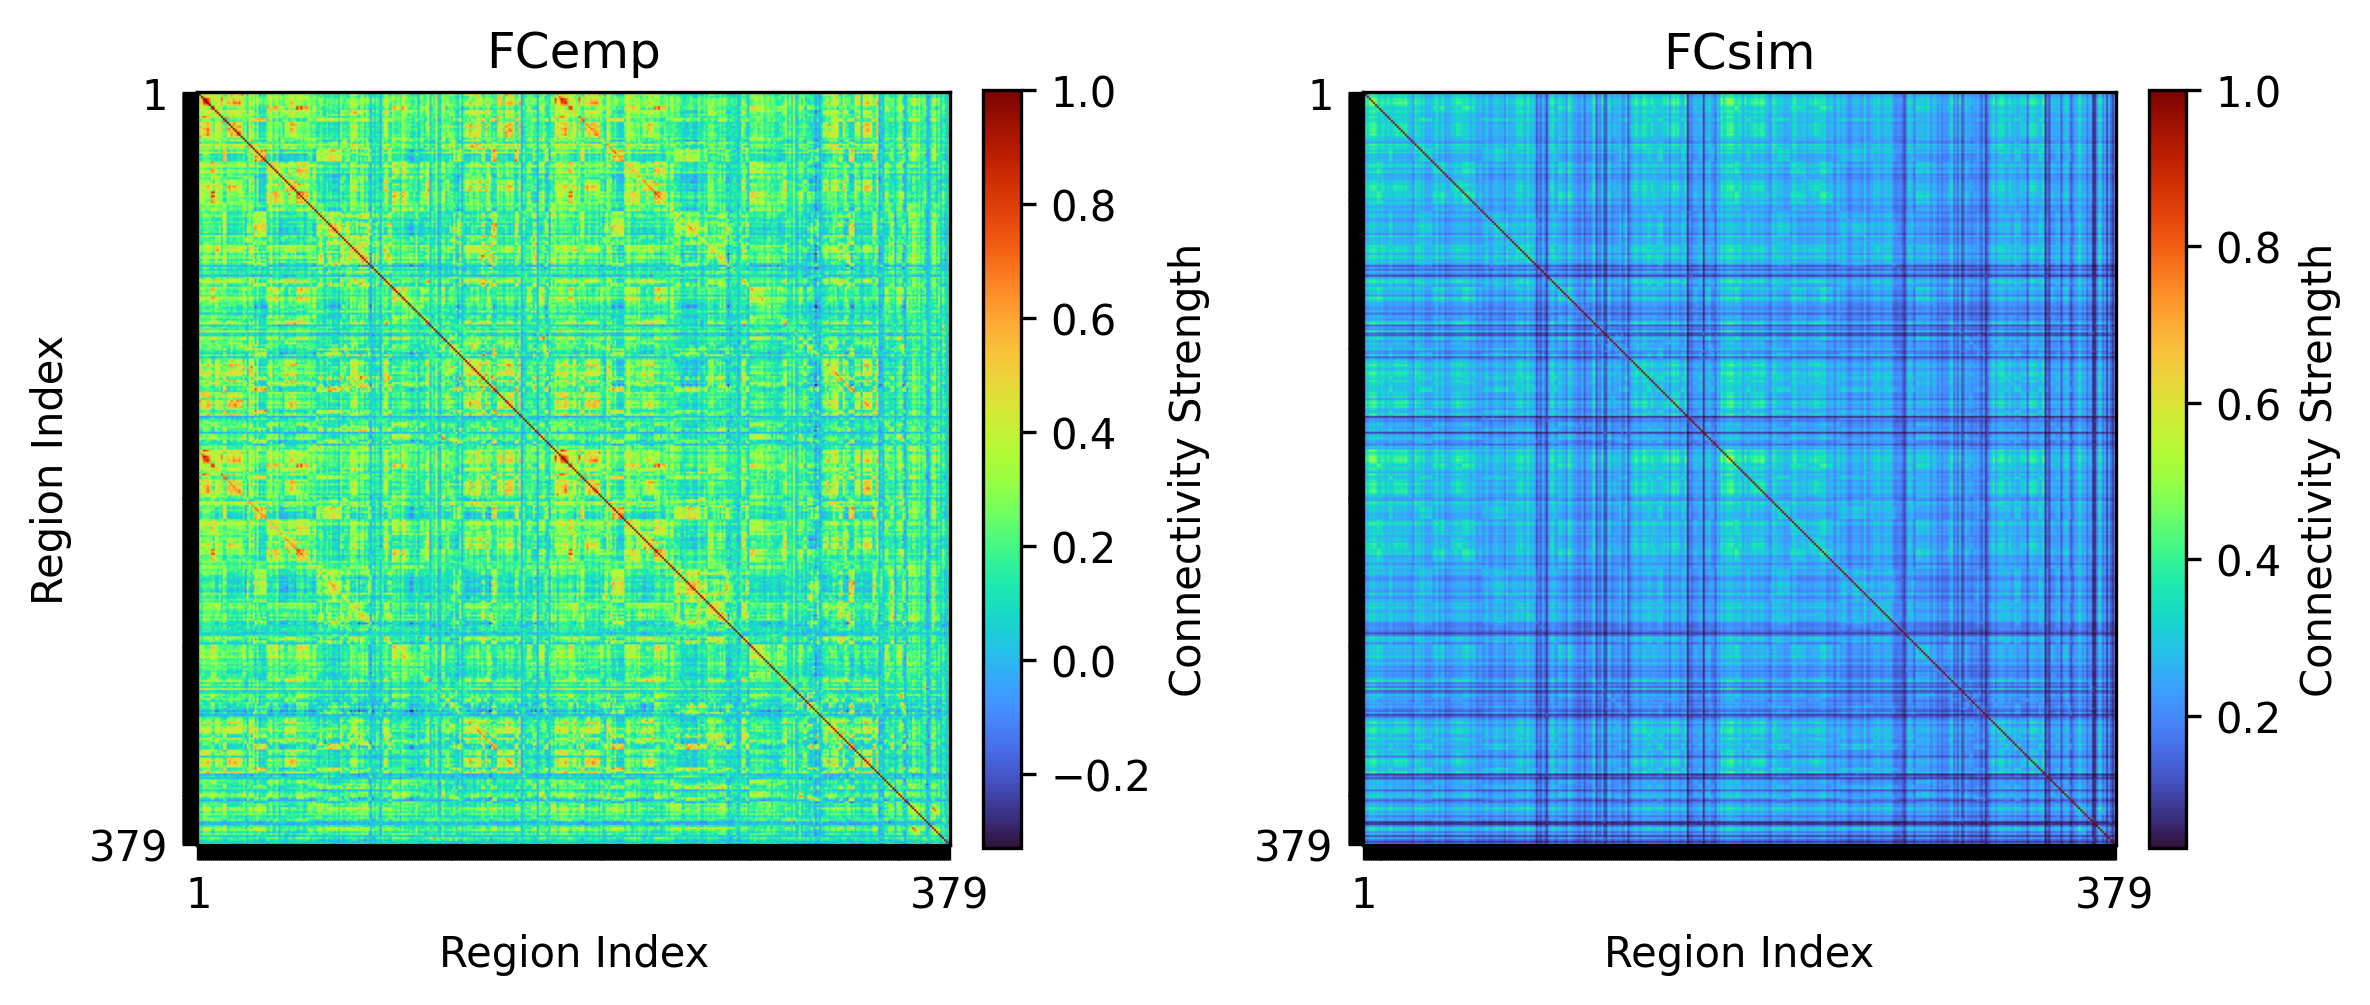 FCemp
1
379
1
379
Region Index
Region Index
1.0
0.8
0.6
0.4
0.2
0.0
−0.2
Connectivity Strength
FCsim
1
379
1
379
Region Index
1.0
0.8
0.6
0.4
0.2
Connectivity Strength